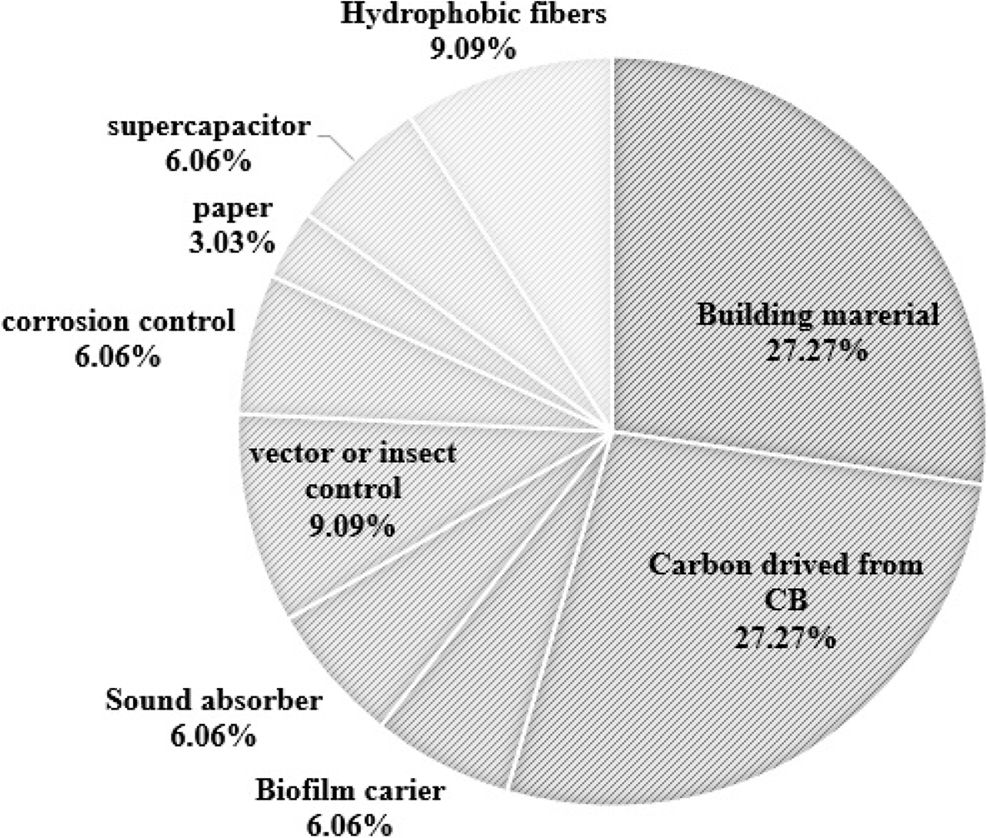 Hydrophobic fibers
9.09%
supercapacitor
6.06%
paper
3.03%
corrosion control
6.06%
Building marerial
27.27%
vector or insect
control
9.09%
Carbon drived from
CB
27.27%
Sound absorber
6.06%
Biofilm carier
6.06%